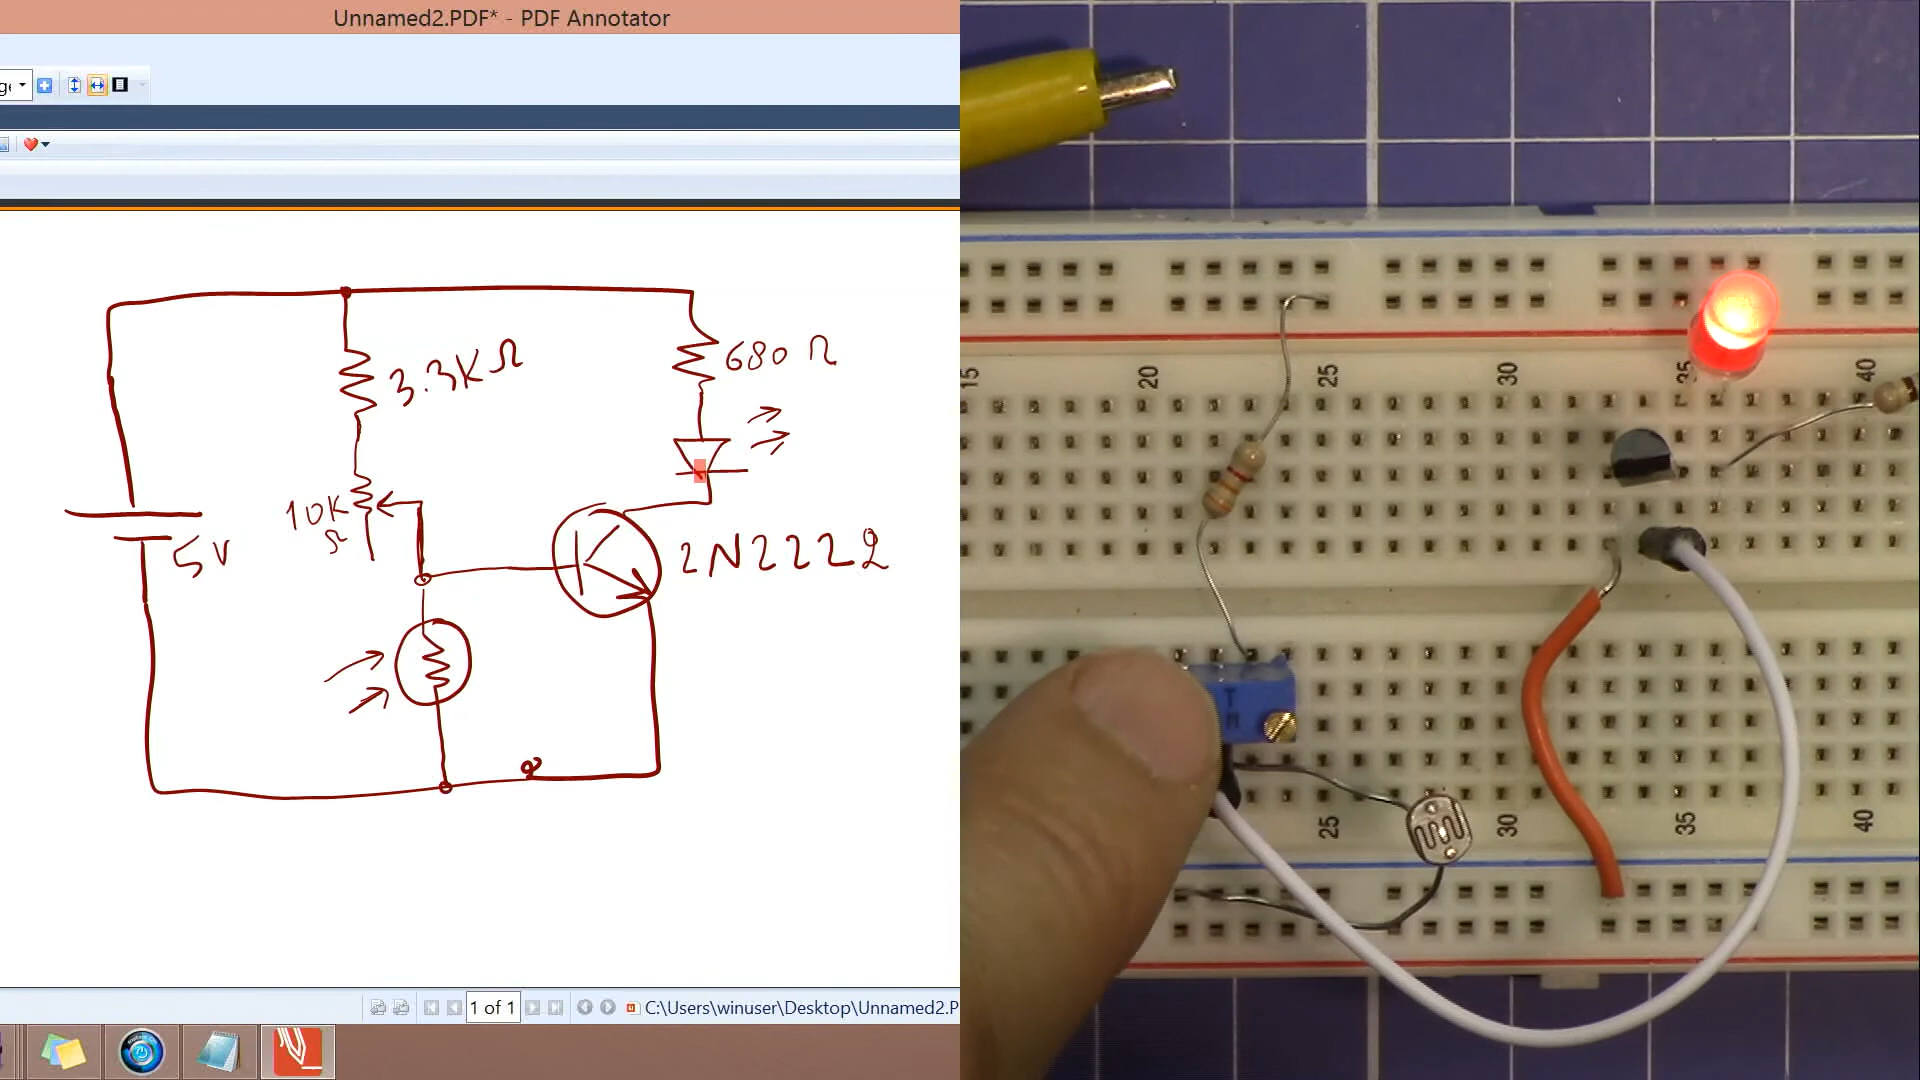 Unnamed2.PDF* - PDF Annotator
3.3K Ω
680 Ω
10K
Ω
5V
2N2222
1 of 1
C:\Users\winuser\Desktop\Unnamed2.P
15
20
25
30
35
40
T
25
30
35
40